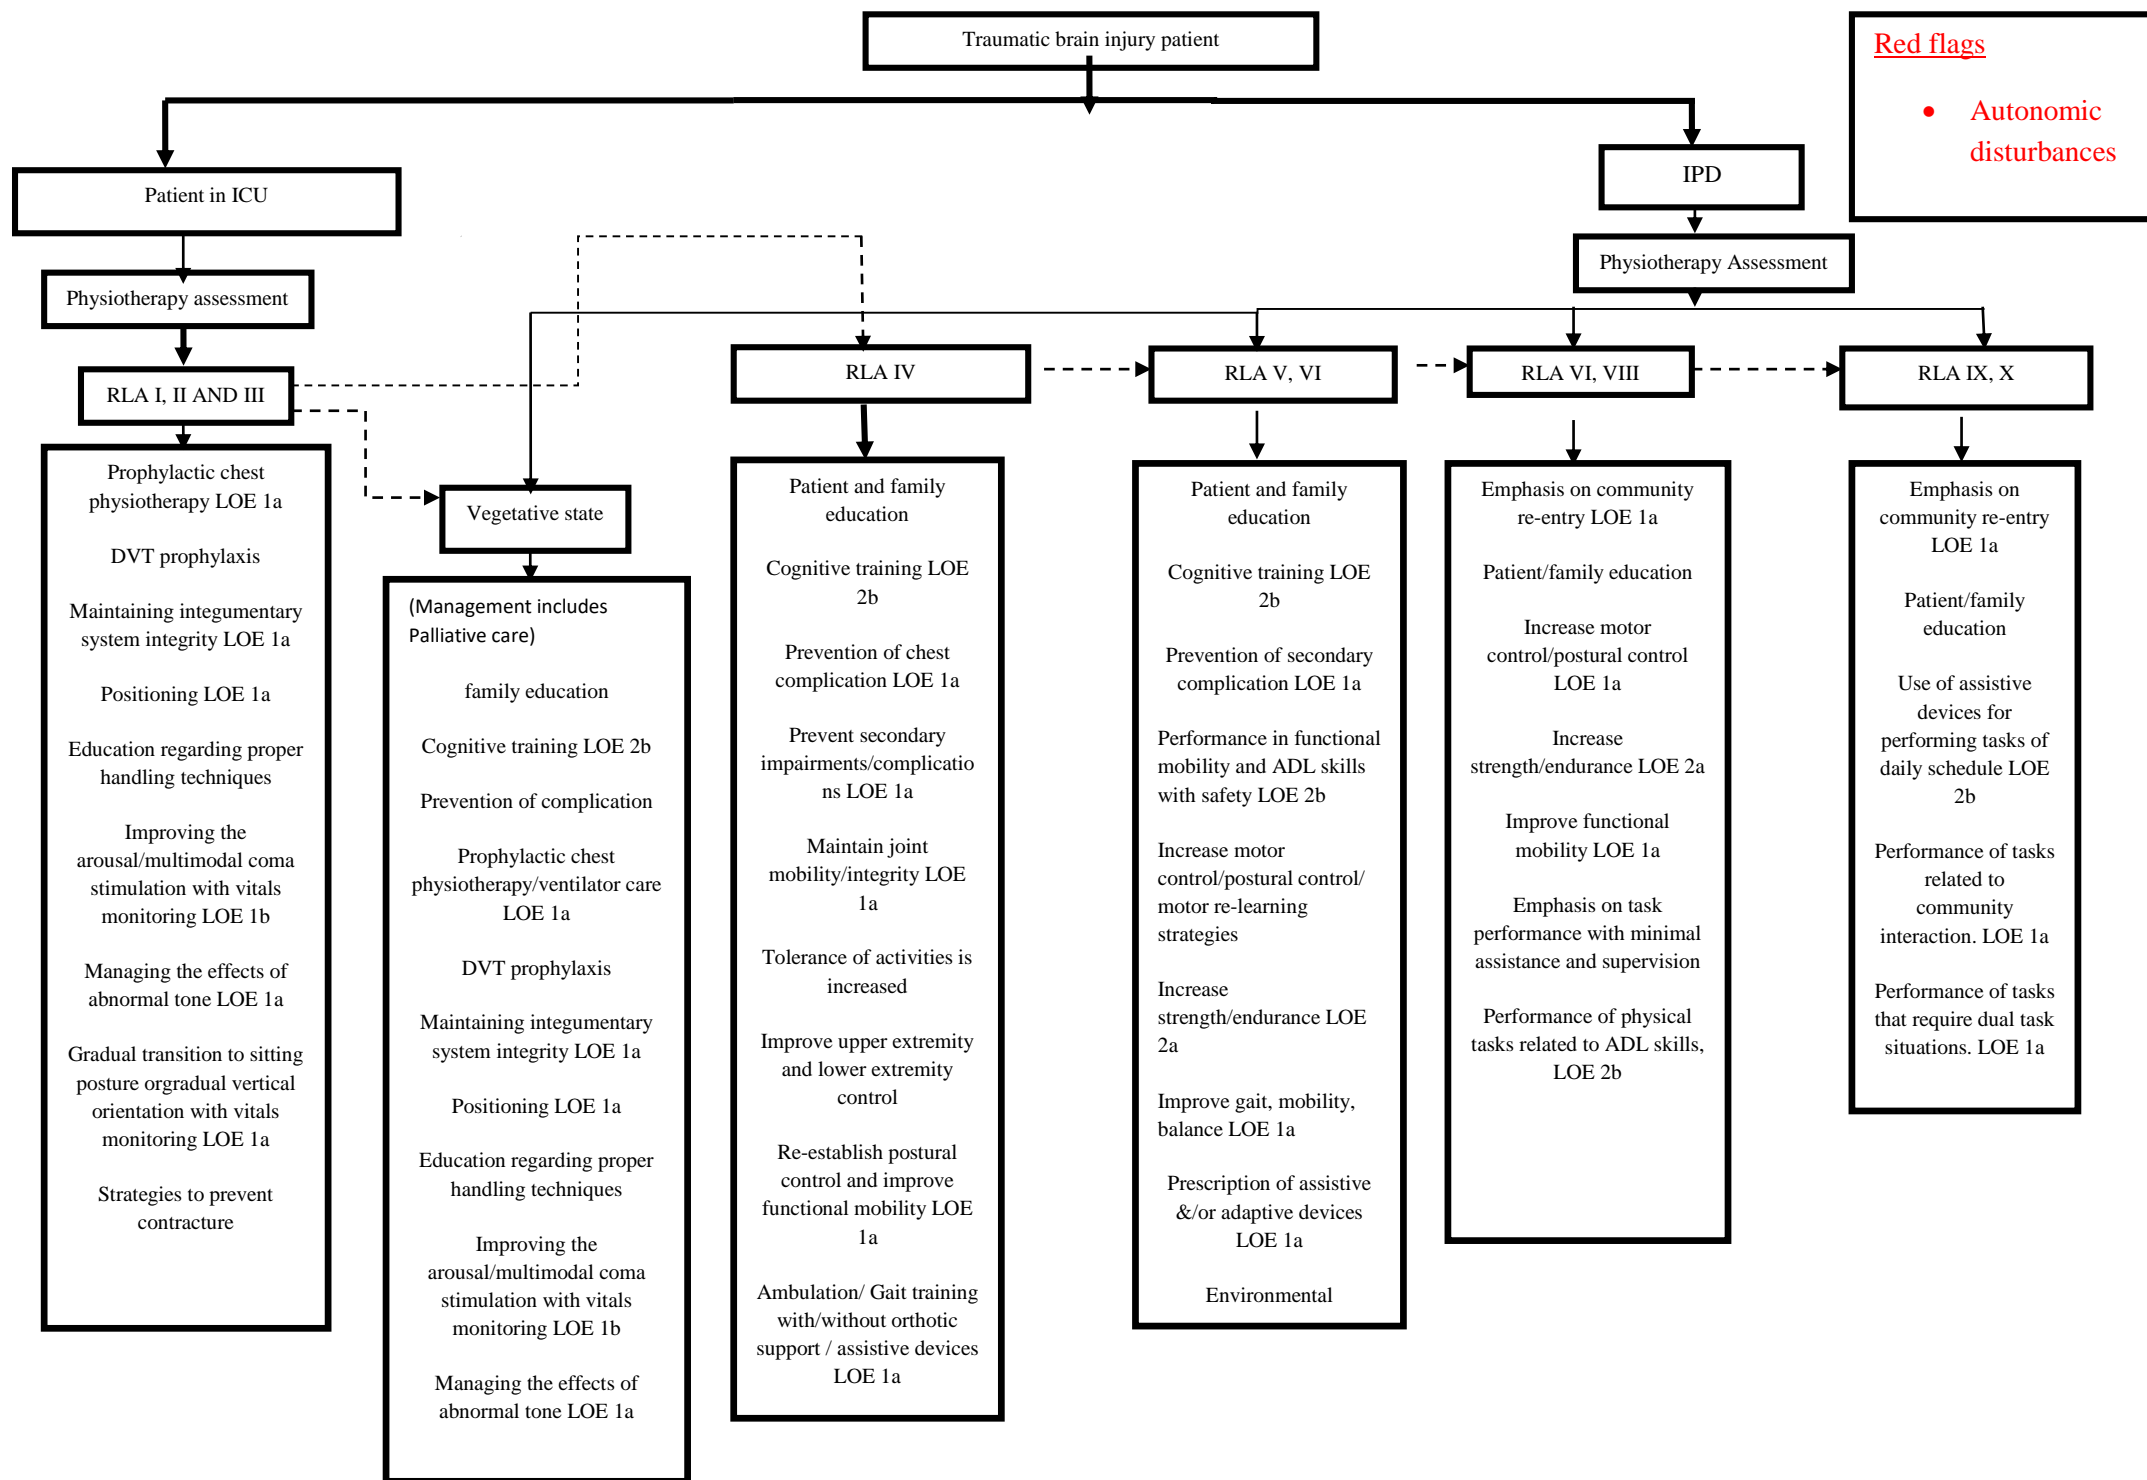 Traumatic brain injury patient
Red flags
• Autonomic
disturbances
Patient in ICU
IPD
Physiotherapy assessment
Physiotherapy Assessment
RLA I, II AND III
RLA IV
RLA V, VI
RLA VI, VIII
RLA IX, X
Prophylactic chest
physiotherapy LOE 1a
DVT prophylaxis
Maintaining integumentary
system integrity LOE 1a
Positioning LOE 1a
Education regarding proper
handling techniques
Improving the
arousal/multimodal coma
stimulation with vitals
monitoring LOE 1b
Managing the effects of
abnormal tone LOE 1a
Gradual transition to sitting
posture orgradual vertical
orientation with vitals
monitoring LOE 1a
Strategies to prevent
contracture
Vegetative state
(Management includes
Palliative care)
family education
Cognitive training LOE 2b
Prevention of complication
Prophylactic chest
physiotherapy/ventilator care
LOE 1a
DVT prophylaxis
Maintaining integumentary
system integrity LOE 1a
Positioning LOE 1a
Education regarding proper
handling techniques
Improving the
arousal/multimodal coma
stimulation with vitals
monitoring LOE 1b
Managing the effects of
abnormal tone LOE 1a
Patient and family
education
Cognitive training LOE
2b
Prevention of chest
complication LOE 1a
Prevent secondary
impairments/complicatio
ns LOE 1a
Maintain joint
mobility/integrity LOE
1a
Tolerance of activities is
increased
Improve upper extremity
and lower extremity
control
Re-establish postural
control and improve
functional mobility LOE
1a
Ambulation/ Gait training
with/without orthotic
support / assistive devices
LOE 1a
Patient and family
education
Cognitive training LOE
2b
Prevention of secondary
complication LOE 1a
Performance in functional
mobility and ADL skills
with safety LOE 2b
Increase motor
control/postural control/
motor re-learning
strategies
Increase
strength/endurance LOE
2a
Improve gait, mobility,
balance LOE 1a
Prescription of assistive
&/or adaptive devices
LOE 1a
Environmental
Emphasis on community
re-entry LOE 1a
Patient/family education
Increase motor
control/postural control
LOE 1a
Increase
strength/endurance LOE 2a
Improve functional
mobility LOE 1a
Emphasis on task
performance with minimal
assistance and supervision
Performance of physical
tasks related to ADL skills,
LOE 2b
Emphasis on
community re-entry
LOE 1a
Patient/family
education
Use of assistive
devices for
performing tasks of
daily schedule LOE
2b
Performance of tasks
related to
community
interaction. LOE 1a
Performance of tasks
that require dual task
situations. LOE 1a